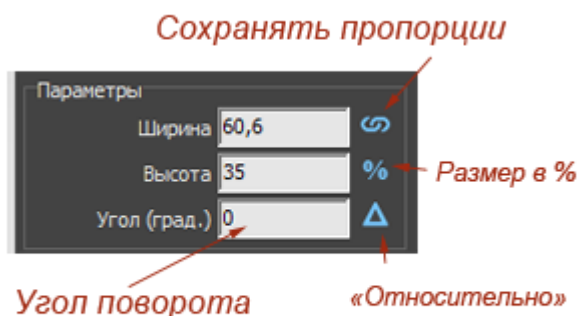 Сохранять пропорции
Параметры
Ширина 60,6
Высота 35 % Размер в %
Угол (град.) 0 Δ
Угол поворота «Относительно»